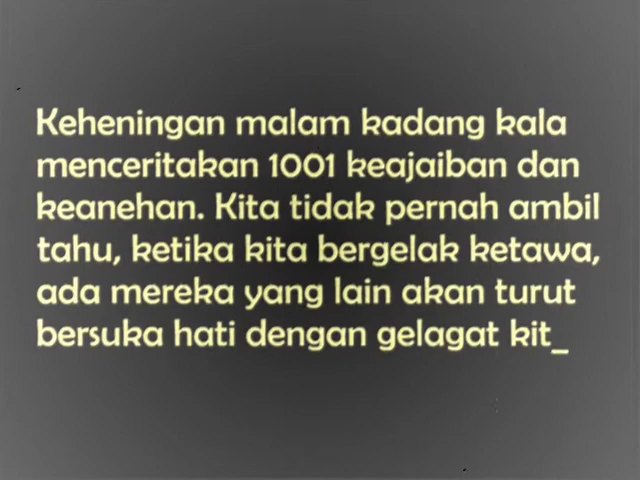 Keheningan malam kadang kala
menceritakan 1001 keajaiban dan
keanehan. Kita tidak pernah ambil
tahu, ketika kita bergelak ketawa,
ada mereka yang lain akan turut
bersuka hati dengan gelagat kit_